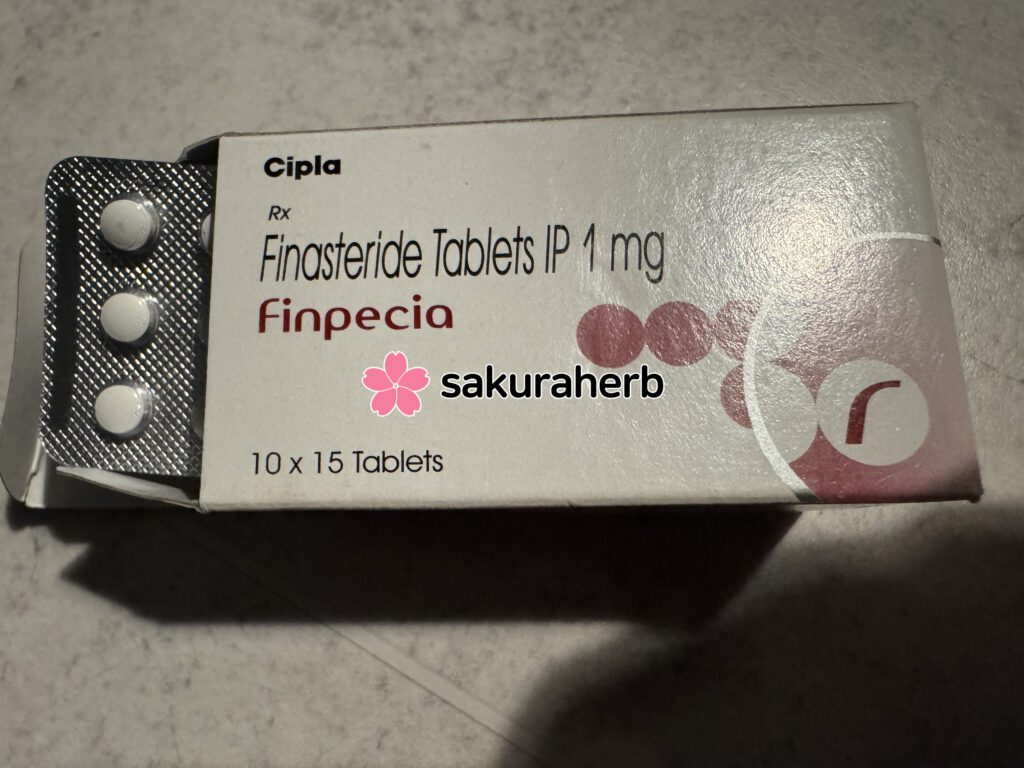 Cipla
Rx
Finasteride Tablets IP 1 mg
Finpecia
sakuraherb
10 x 15 Tablets